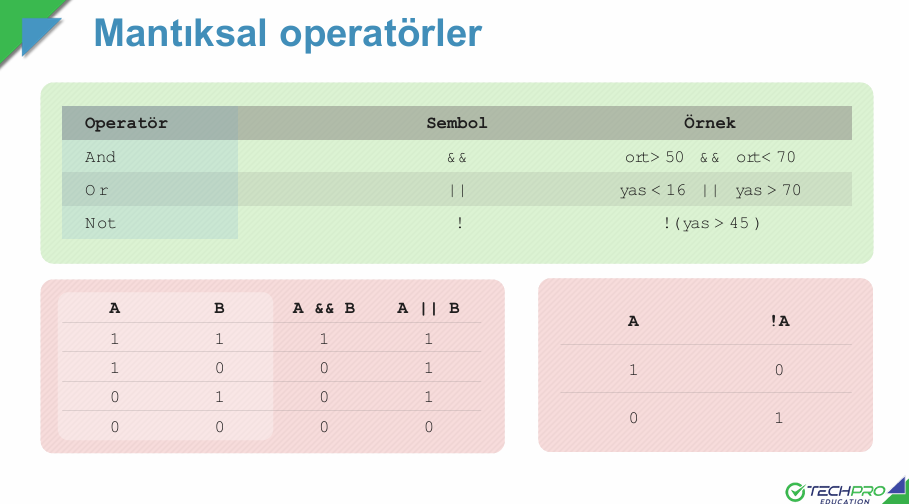 Mantıksal operatörler
Operatör Sembol Örnek
And && ort> 50 && ort< 70
Or || yas < 16 || yas > 70
Not ! !(yas > 45 )
A B A && B A || B
1 1 1 1
1 0 0 1
0 1 0 1
0 0 0 0
A !A
1 0
0 1
TECHPRO
EDUCATION